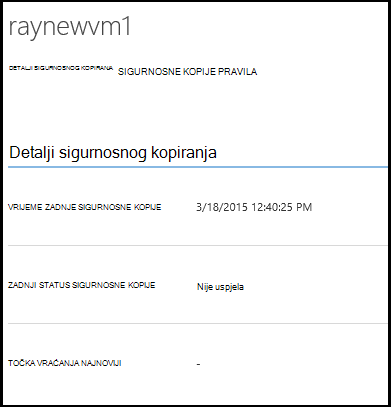 raynewvm1
DETALJI SIGURNOSNOG KOPIRANA SIGURNOSNE KOPIJE PRAVILA
Detalji sigurnosnog kopiranja
VRIJEME ZADNJE SIGURNOSNE KOPIJE 3/18/2015 12:40:25 PM
ZADNJI STATUS SIGURNOSNE KOPIJE Nije uspjela
TOČKA VRAĆANJA NAJNOVIJI -